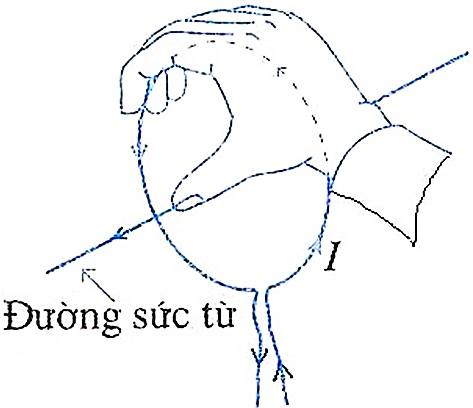 I
Đường sức từ